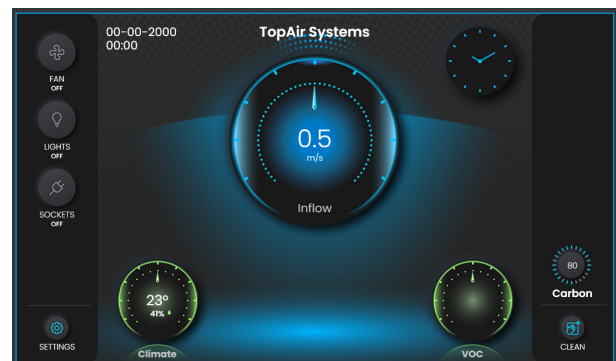 00-00-2000
00:00
TopAir Systems
FAN
OFF
LIGHTS
OFF
SOCKETS
OFF
SETTINGS
0.5
m/s
Inflow
23°
41%
Climate
VOC
80
Carbon
CLEAN